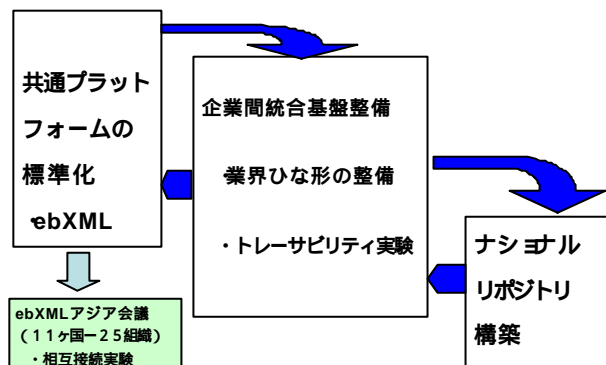 共通プラット
フォームの
標準化
・ebXML
企業間統合基盤整備
・業界ひな形の整備
・トレーサビリティ実験
ナショナル
リポジトリ
構築
ebXMLアジア会議
(11ヶ国ー25組織)
・相互接続実験